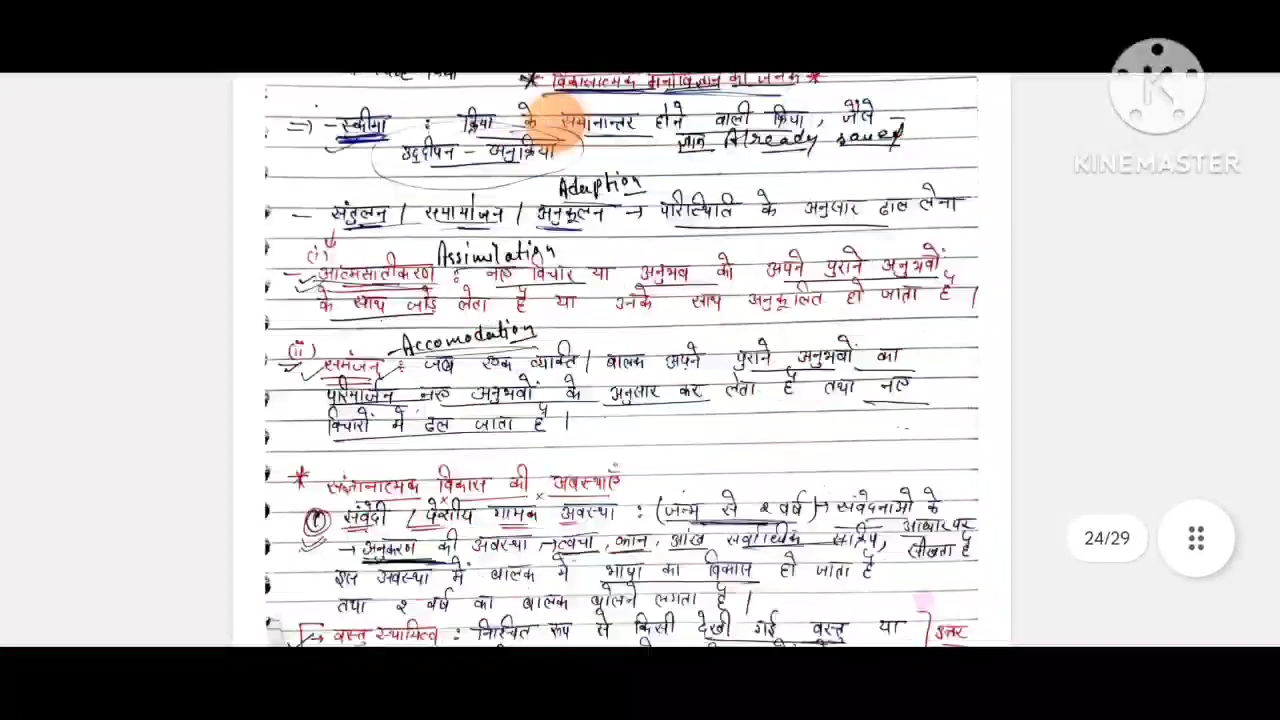 * विकासात्मक मनोविज्ञान का जनक *
⇒ - स्कीमा : क्रिया के समानान्तर होने वाली क्रिया, जैसे -
उद्दीपन - अनुक्रिया ज्ञान Already saved
Adaption
- संतुलन / समायोजन / अनुकूलन → परिस्थिति के अनुसार ढाल लेना
(i) Assimilation
- आत्मसातीकरण : नए विचार या अनुभव को अपने पुराने अनुभवों
के साथ जोड़ लेता है या उनके साथ अनुकूलित हो जाता है।
(ii) Accomodation
- समंजन : जब एक व्यक्ति / बालक अपने पुराने अनुभवों का
परिमार्जन नए अनुभवों के अनुसार कर लेता है तथा नए
विचारों में ढल जाता है।
* संज्ञानात्मक विकास की अवस्थाएं
① संवेदी / पेशीय गामक अवस्था : (जन्म से २ वर्ष) → संवेदनाओं के
आधार पर
→ अनुकरण की अवस्था → त्वचा, कान, आंख सर्वाधिक सक्रिय, सीखता है
इस अवस्था में बालक में भाषा का विकास हो जाता है
तथा २ वर्ष का बालक बोलने लगता है।
→ वस्तु स्थायित्व : निश्चित रूप से किसी देखी गई वस्तु या
उत्तर
24/29
K
KINEMASTER